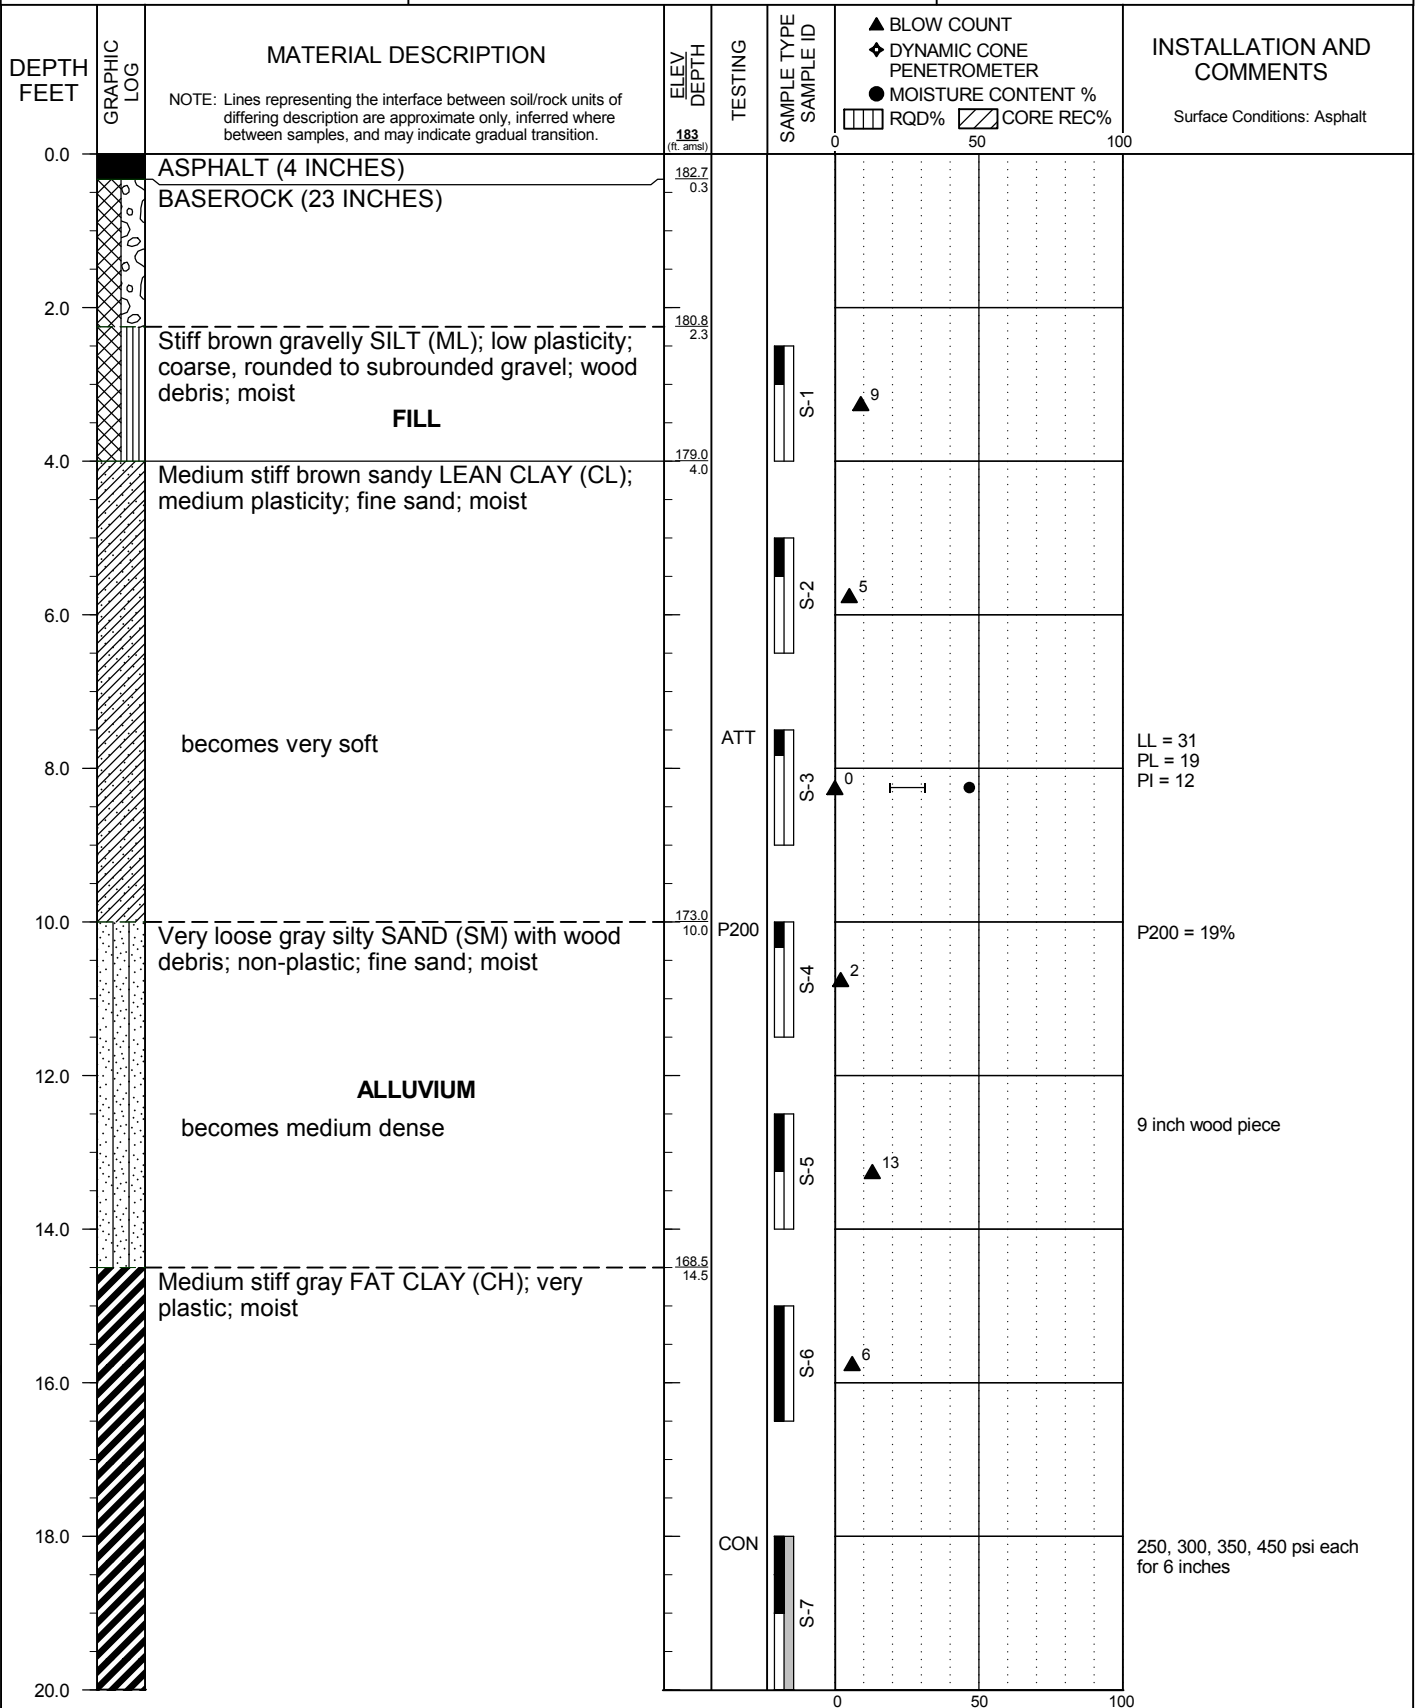 DEPTH
FEET
GRAPHIC
LOG
MATERIAL DESCRIPTION
NOTE: Lines representing the interface between soil/rock units of
differing description are approximate only, inferred where
between samples, and may indicate gradual transition.
ELEV
DEPTH
183
(ft. amsl)
TESTING
SAMPLE TYPE
SAMPLE ID
BLOW COUNT
DYNAMIC CONE
PENETROMETER
MOISTURE CONTENT %
RQD% CORE REC%
0 50 100
INSTALLATION AND
COMMENTS
Surface Conditions: Asphalt
0.0
ASPHALT (4 INCHES)
182.7
0.3
BASEROCK (23 INCHES)
2.0
180.8
2.3
Stiff brown gravelly SILT (ML); low plasticity;
coarse, rounded to subrounded gravel; wood
debris; moist
FILL
S-1
9
4.0
179.0
4.0
Medium stiff brown sandy LEAN CLAY (CL);
medium plasticity; fine sand; moist
S-2
5
6.0
becomes very soft
ATT
S-3
0
LL = 31
PL = 19
PI = 12
8.0
10.0
173.0
10.0
Very loose gray silty SAND (SM) with wood
debris; non-plastic; fine sand; moist
P200
S-4
2
P200 = 19%
12.0
ALLUVIUM
becomes medium dense
S-5
13
9 inch wood piece
14.0
168.5
14.5
Medium stiff gray FAT CLAY (CH); very
plastic; moist
S-6
6
16.0
18.0
CON
S-7
250, 300, 350, 450 psi each
for 6 inches
20.0
0 50 100